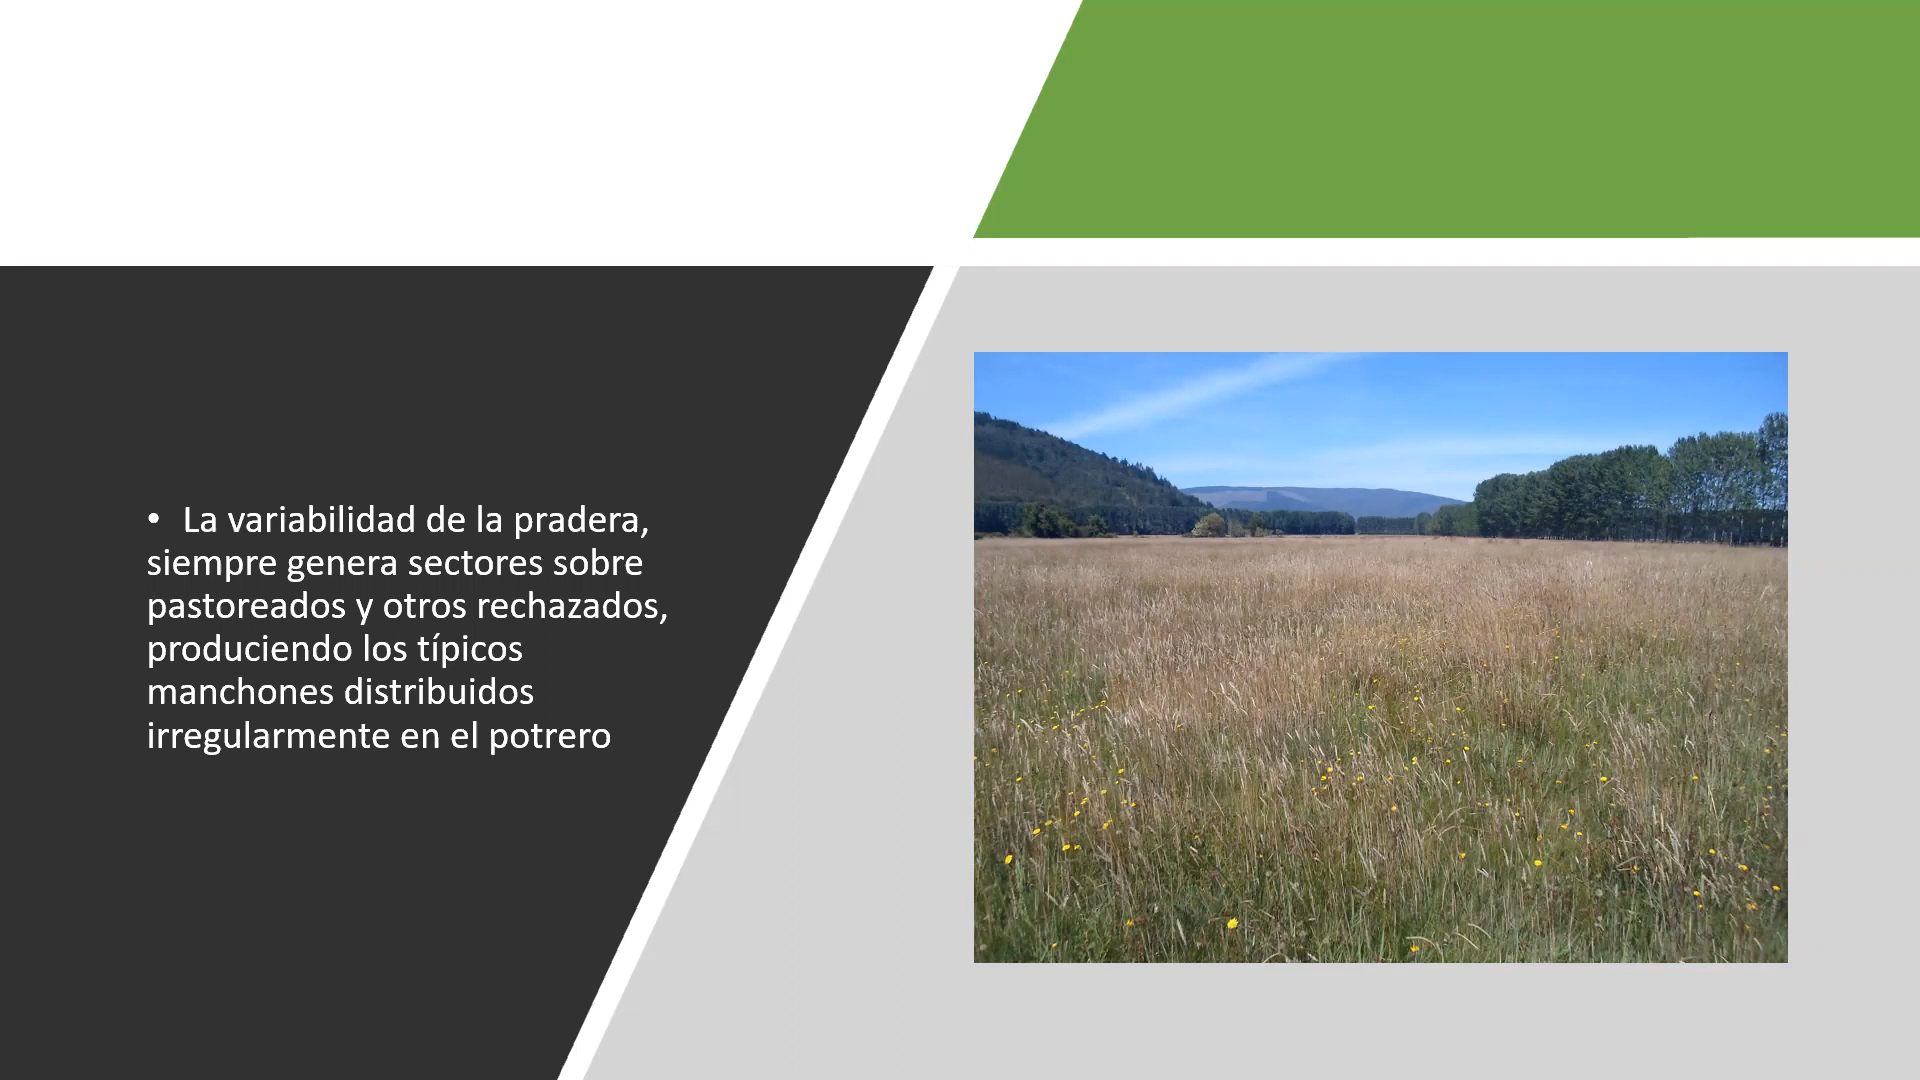 • La variabilidad de la pradera,
siempre genera sectores sobre
pastoreados y otros rechazados,
produciendo los típicos
manchones distribuidos
irregularmente en el potrero